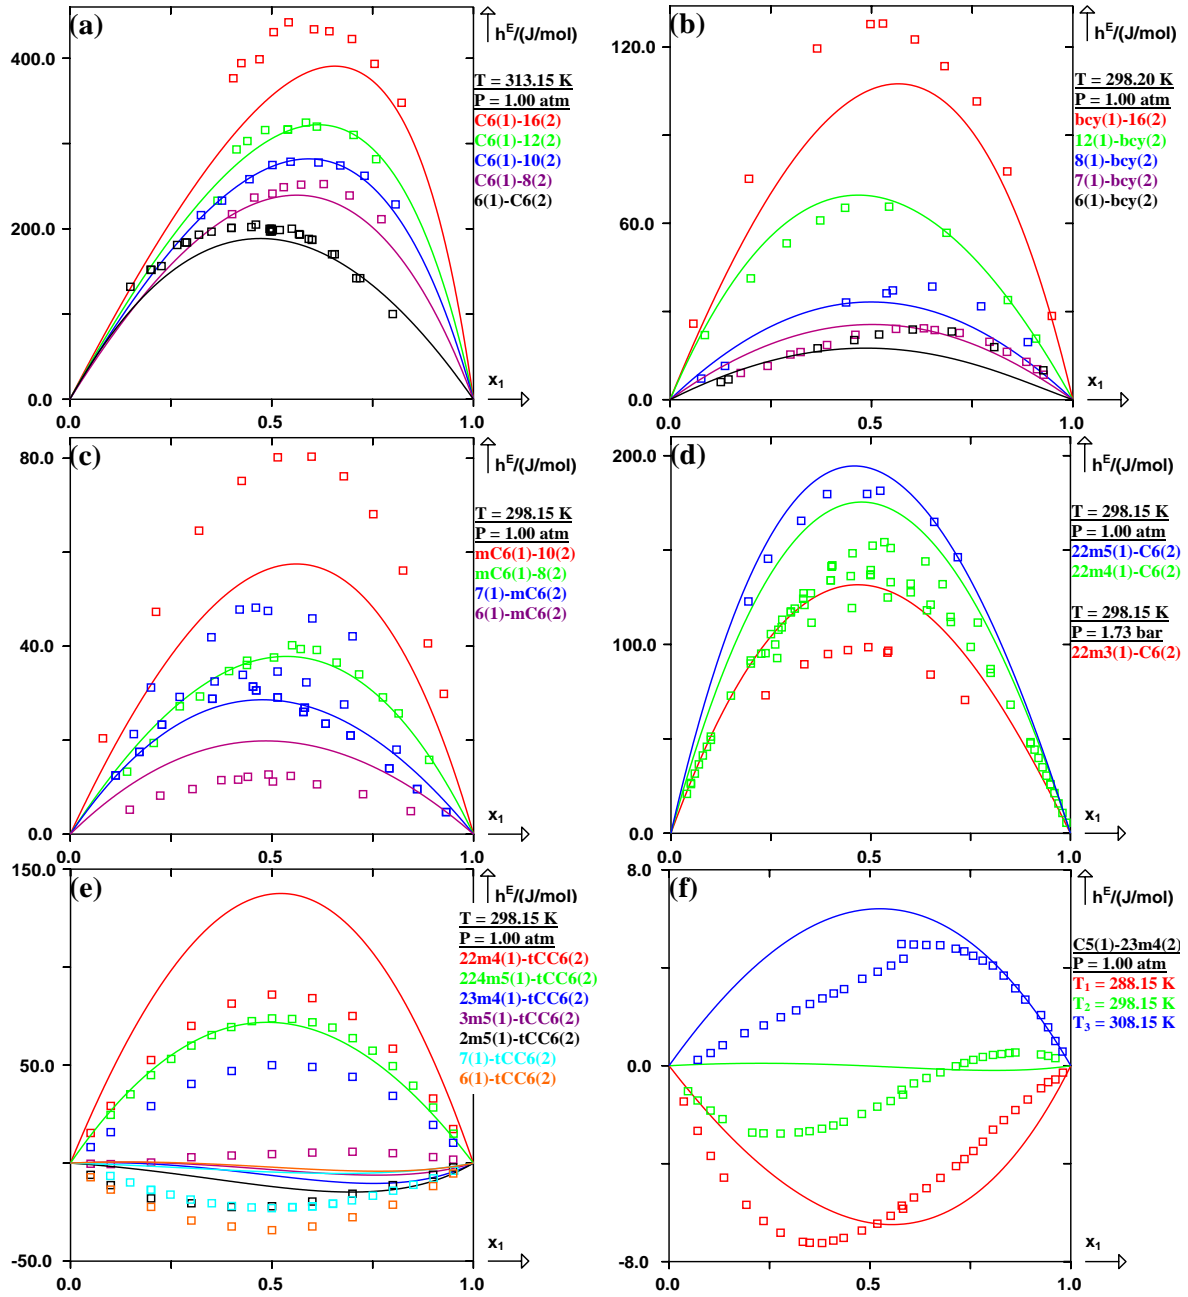 (a)
h^E/(J/mol)
400.0
200.0
0.0
T = 313.15 K
P = 1.00 atm
C6(1)-16(2)
C6(1)-12(2)
C6(1)-10(2)
C6(1)-8(2)
6(1)-C6(2)
x₁
0.0 0.5 1.0
(b)
h^E/(J/mol)
120.0
60.0
0.0
T = 298.20 K
P = 1.00 atm
bcy(1)-16(2)
12(1)-bcy(2)
8(1)-bcy(2)
7(1)-bcy(2)
6(1)-bcy(2)
x₁
0.0 0.5 1.0
(c)
h^E/(J/mol)
80.0
40.0
0.0
T = 298.15 K
P = 1.00 atm
mC6(1)-10(2)
mC6(1)-8(2)
7(1)-mC6(2)
6(1)-mC6(2)
x₁
0.0 0.5 1.0
(d)
h^E/(J/mol)
200.0
100.0
0.0
T = 298.15 K
P = 1.00 atm
22m5(1)-C6(2)
22m4(1)-C6(2)
T = 298.15 K
P = 1.73 bar
22m3(1)-C6(2)
x₁
0.0 0.5 1.0
(e)
h^E/(J/mol)
150.0
50.0
-50.0
T = 298.15 K
P = 1.00 atm
22m4(1)-tCC6(2)
224m5(1)-tCC6(2)
23m4(1)-tCC6(2)
3m5(1)-tCC6(2)
2m5(1)-tCC6(2)
7(1)-tCC6(2)
6(1)-tCC6(2)
x₁
0.0 0.5 1.0
(f)
h^E/(J/mol)
8.0
0.0
-8.0
C5(1)-23m4(2)
P = 1.00 atm
T₁ = 288.15 K
T₂ = 298.15 K
T₃ = 308.15 K
x₁
0.0 0.5 1.0